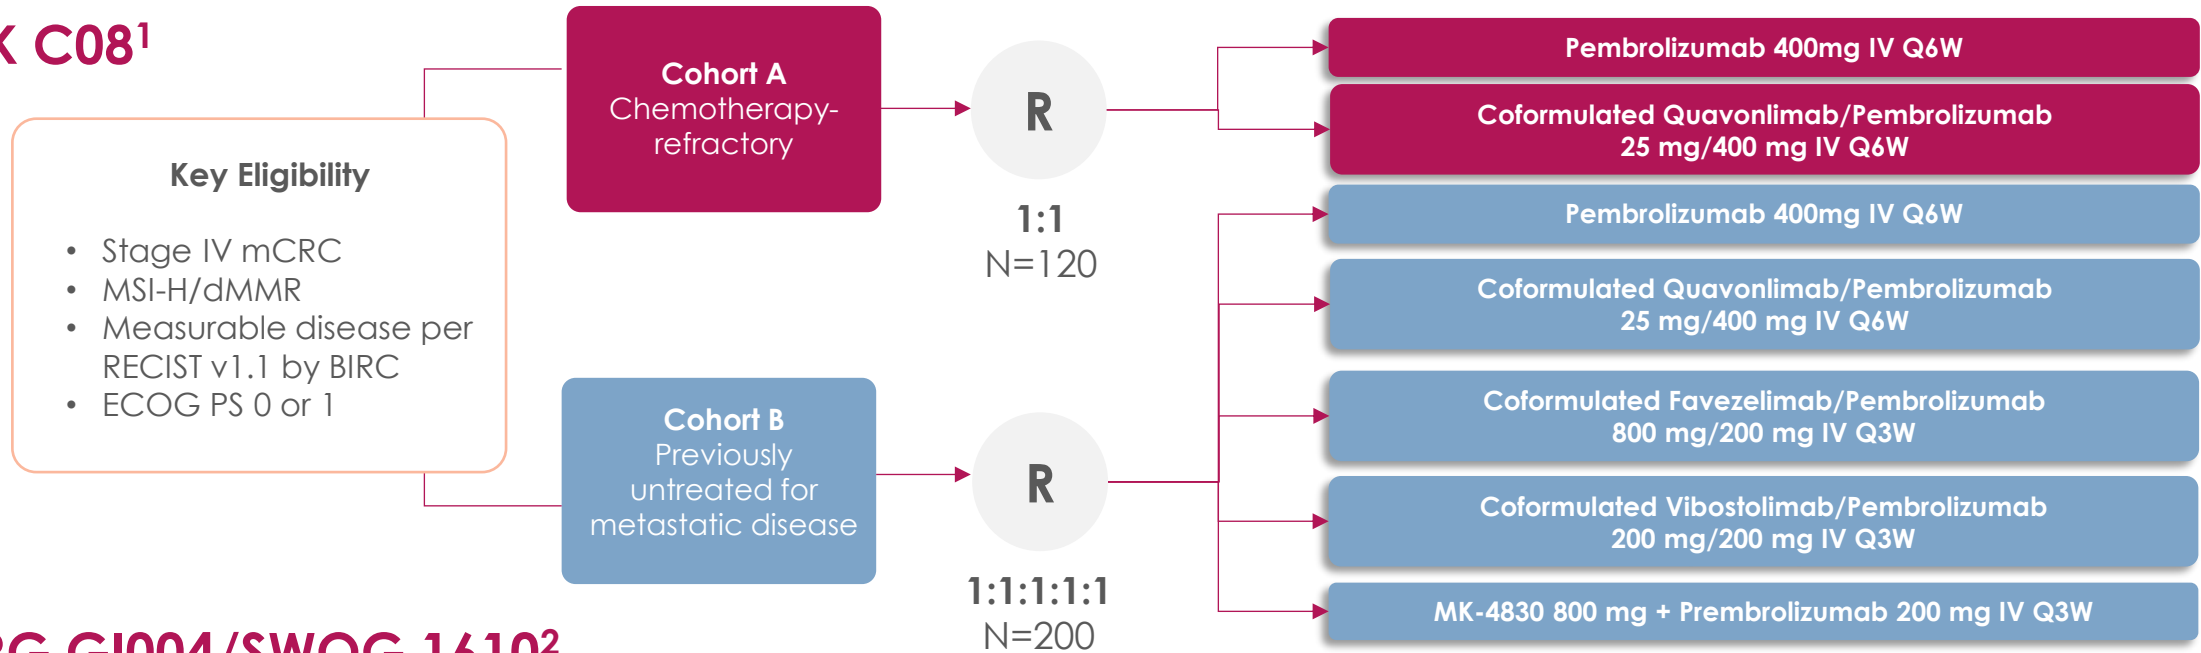 K C08¹
Key Eligibility
• Stage IV mCRC
• MSI-H/dMMR
• Measurable disease per
RECIST v1.1 by BIRC
• ECOG PS 0 or 1
Cohort A
Chemotherapy-
refractory
R
1:1
N=120
Pembrolizumab 400mg IV Q6W
Coformulated Quavonlimab/Pembrolizumab
25 mg/400 mg IV Q6W
Cohort B
Previously
untreated for
metastatic disease
R
1:1:1:1:1
N=200
Pembrolizumab 400mg IV Q6W
Coformulated Quavonlimab/Pembrolizumab
25 mg/400 mg IV Q6W
Coformulated Favezelimab/Pembrolizumab
800 mg/200 mg IV Q3W
Coformulated Vibostolimab/Pembrolizumab
200 mg/200 mg IV Q3W
MK-4830 800 mg + Prembrolizumab 200 mg IV Q3W
RG GI004/SWOG 1610²